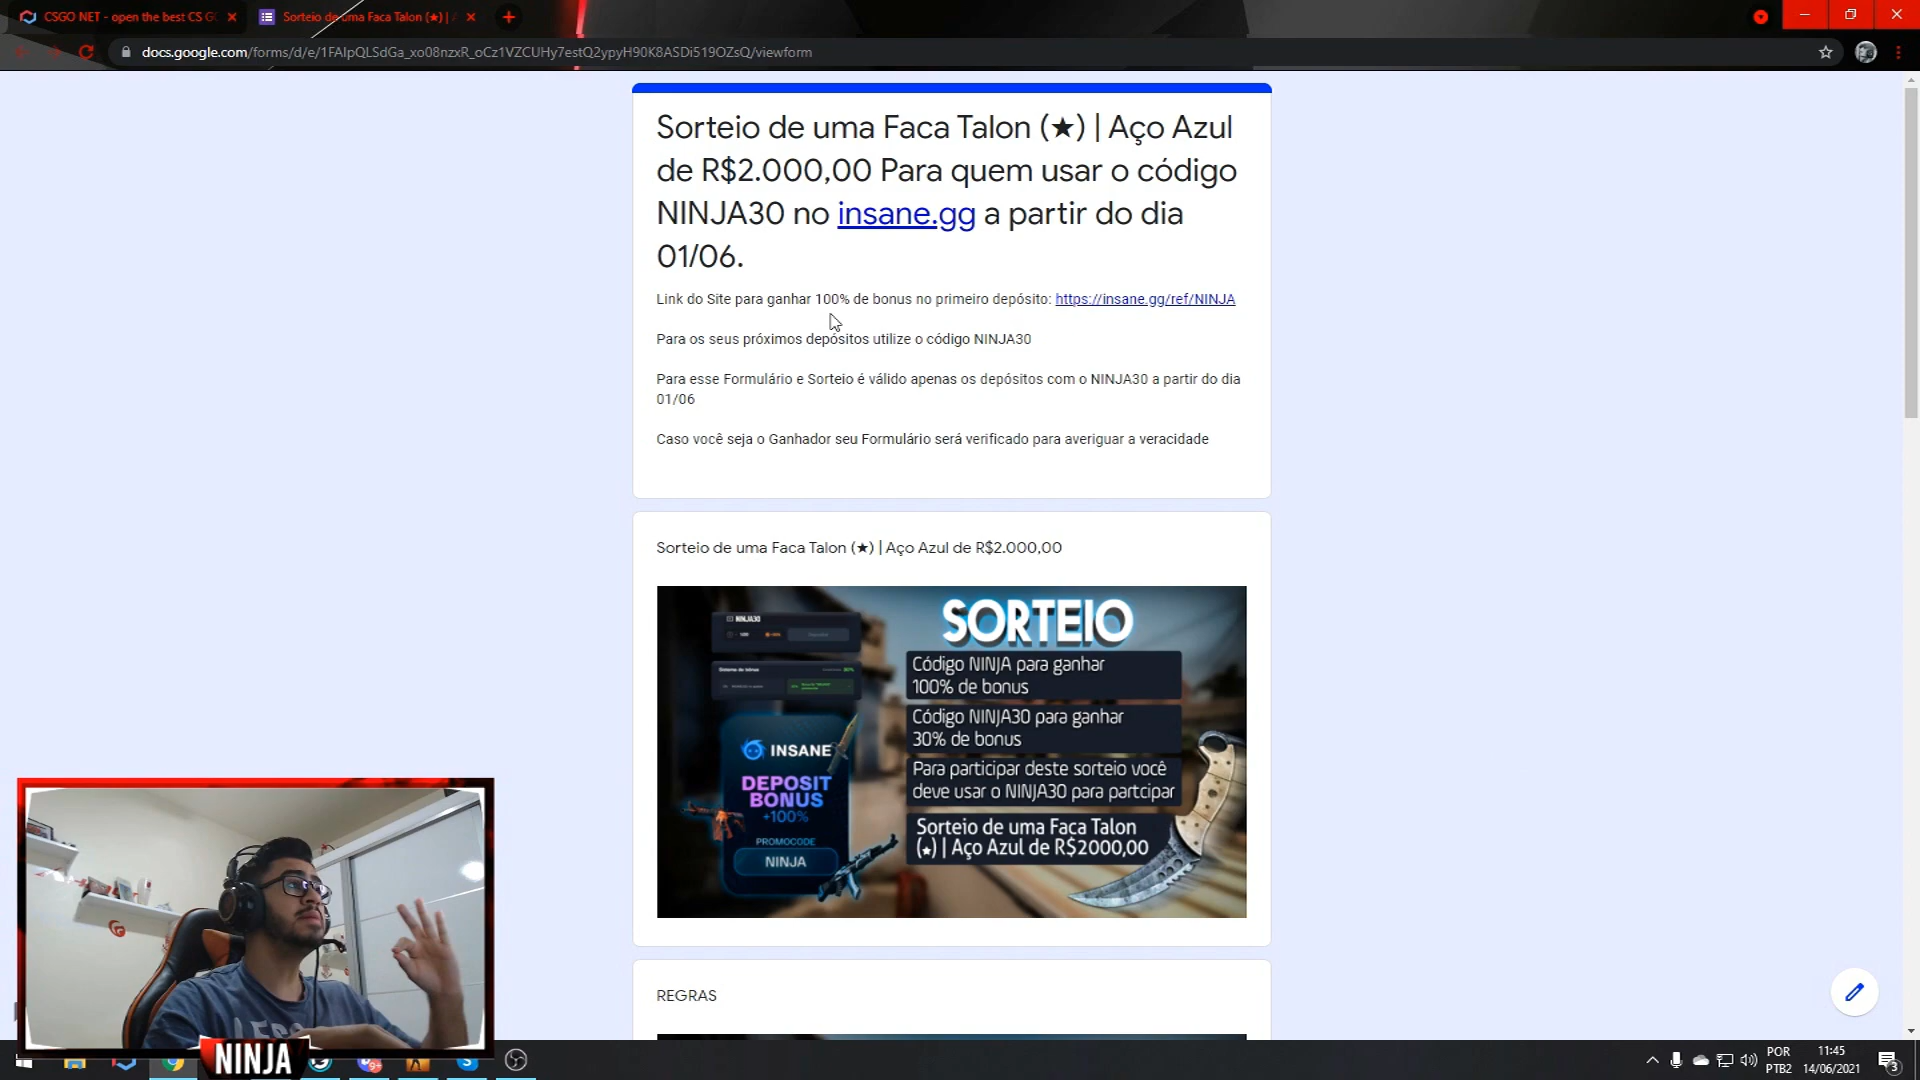 CSGO NET - open the best CS GO
Sorteio de uma Faca Talon (★) |
docs.google.com/forms/d/e/1FAIpQLSdGa_xo08nzxR_oCz1VZCUHy7estQ2ypyH90K8ASDi519OZsQ/viewform
Sorteio de uma Faca Talon (★) | Aço Azul
de R$2.000,00 Para quem usar o código
NINJA30 no insane.gg a partir do dia
01/06.
Link do Site para ganhar 100% de bonus no primeiro depósito: https://insane.gg/ref/NINJA
Para os seus próximos depósitos utilize o código NINJA30
Para esse Formulário e Sorteio é válido apenas os depósitos com o NINJA30 a partir do dia
01/06
Caso você seja o Ganhador seu Formulário será verificado para averiguar a veracidade
Sorteio de uma Faca Talon (★) | Aço Azul de R$2.000,00
NINJA30
SORTEIO
Código NINJA para ganhar
100% de bonus
Código NINJA30 para ganhar
30% de bonus
Para participar deste sorteio você
deve usar o NINJA30 para partcipar
Sorteio de uma Faca Talon
(★) | Aço Azul de R$2000,00
INSANE
DEPOSIT
BONUS
+100%
PROMOCODE
NINJA
REGRAS
NINJA
POR
PTB2
11:45
14/06/2021
3